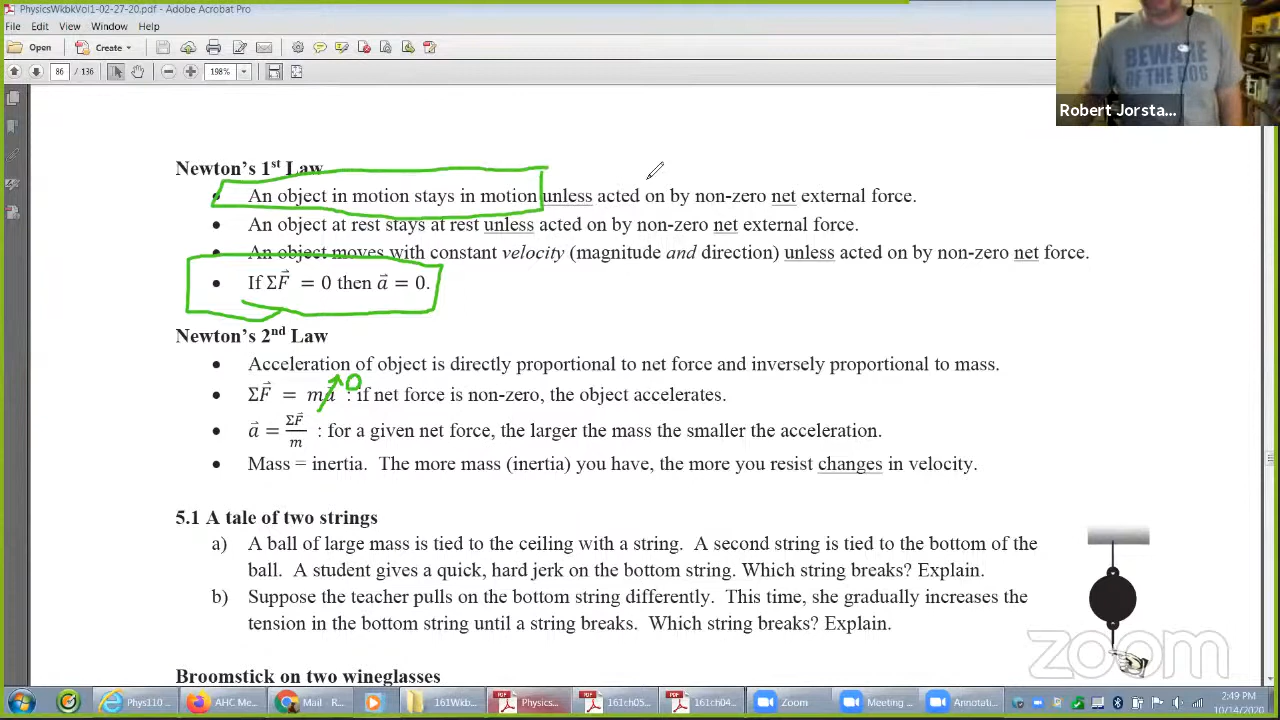 PhysicsWkbkVol1-02-27-20.pdf - Adobe Acrobat Pro
File Edit View Window Help
Open Create
86 / 136 198%
BEWARE
OF THE DOG
Robert Jorsta...
Newton's 1st Law
• An object in motion stays in motion unless acted on by non-zero net external force.
• An object at rest stays at rest unless acted on by non-zero net external force.
• An object moves with constant velocity (magnitude and direction) unless acted on by non-zero net force.
• If ΣF⃗ = 0 then a⃗ = 0.
Newton's 2nd Law
• Acceleration of object is directly proportional to net force and inversely proportional to mass.
0
• ΣF⃗ = ma⃗ : if net force is non-zero, the object accelerates.
• a⃗ = ΣF⃗/m : for a given net force, the larger the mass the smaller the acceleration.
• Mass = inertia. The more mass (inertia) you have, the more you resist changes in velocity.
5.1 A tale of two strings
a) A ball of large mass is tied to the ceiling with a string. A second string is tied to the bottom of the
ball. A student gives a quick, hard jerk on the bottom string. Which string breaks? Explain.
b) Suppose the teacher pulls on the bottom string differently. This time, she gradually increases the
tension in the bottom string until a string breaks. Which string breaks? Explain.
zoom
Broomstick on two wineglasses
Phys110 ... AHC Me... Mail - R... 161Wkb... Physics... 161ch05... 161ch04... Zoom Meeting ... Annotati... 2:49 PM
10/14/2020